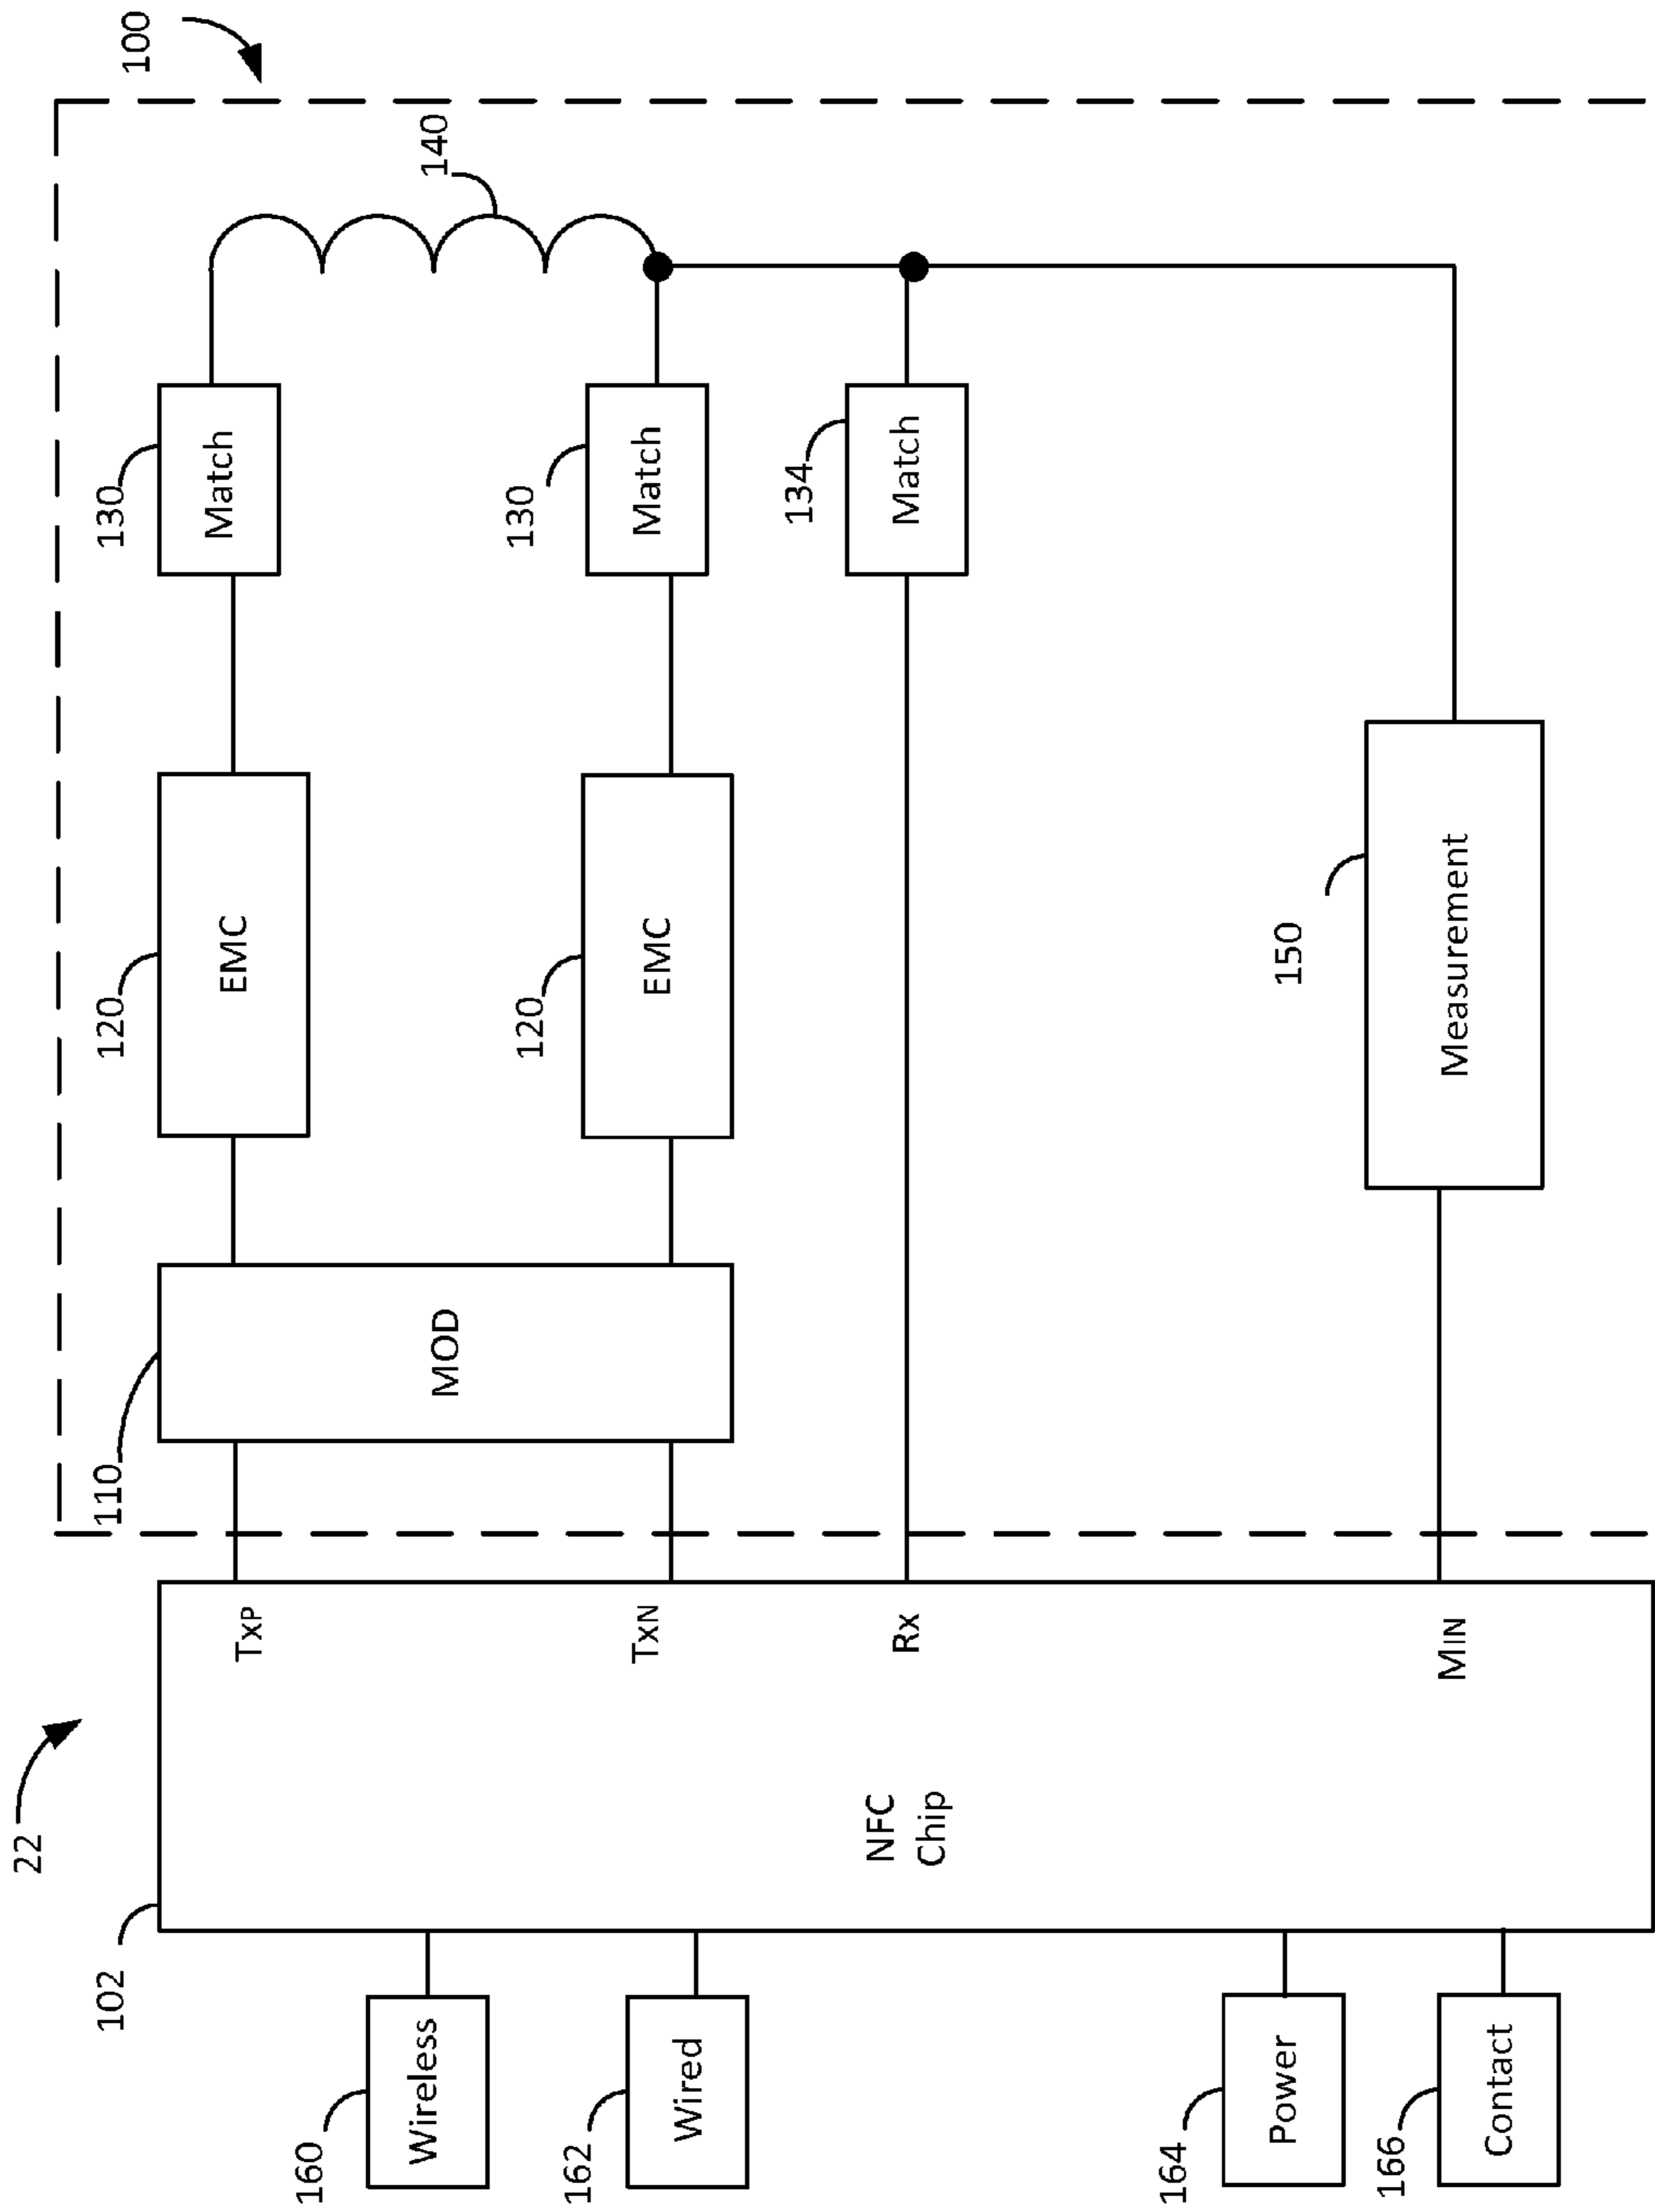 22
100
102
110
120
130
140
TxP
EMC
Match
MOD
120
130
TxN
EMC
Match
134
Rx
Match
NFC
Chip
150
MIN
Measurement
160
Wireless
162
Wired
164
Power
166
Contact